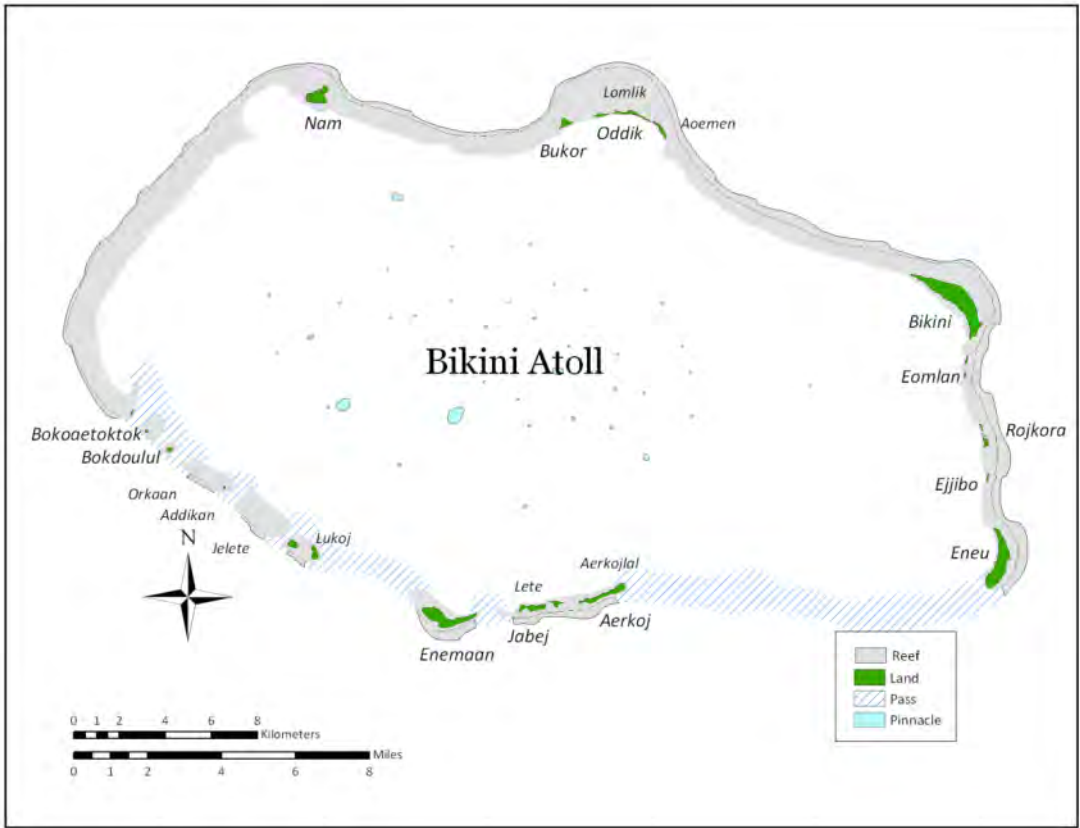 Lomlik
Nam
Bukor
Oddik
Aoemen
Bikini
Bikini Atoll
Eomlan
Bokoaetoktok
Rojkora
Bokdoulul
Ejjibo
Orkaan
Addikan
N
Jelete
Lukoj
Eneu
Aerkojlal
Lete
Aerkoj
Jabej
Enemaan
Reef
Land
Pass
Pinnacle
0 1 2 4 6 8
Kilometers
Miles
0 1 2 4 6 8